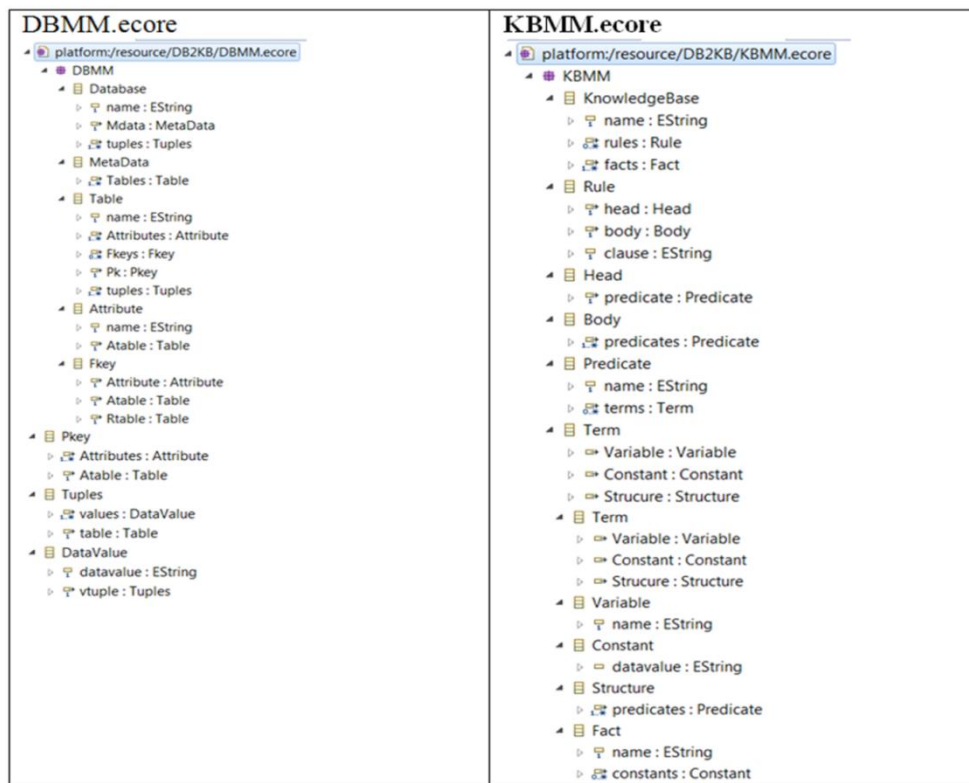 DBMM.ecore
platform:/resource/DB2KB/DBMM.ecore
DBMM
Database
name : EString
Mdata : MetaData
tuples : Tuples
MetaData
Tables : Table
Table
name : EString
Attributes : Attribute
Fkeys : Fkey
Pk : Pkey
tuples : Tuples
Attribute
name : EString
Atable : Table
Fkey
Attribute : Attribute
Atable : Table
Rtable : Table
Pkey
Attributes : Attribute
Atable : Table
Tuples
values : DataValue
table : Table
DataValue
datavalue : EString
vtuple : Tuples
KBMM.ecore
platform:/resource/DB2KB/KBMM.ecore
KBMM
KnowledgeBase
name : EString
rules : Rule
facts : Fact
Rule
head : Head
body : Body
clause : EString
Head
predicate : Predicate
Body
predicates : Predicate
Predicate
name : EString
terms : Term
Term
Variable : Variable
Constant : Constant
Strucure : Structure
Term
Variable : Variable
Constant : Constant
Strucure : Structure
Variable
name : EString
Constant
datavalue : EString
Structure
predicates : Predicate
Fact
name : EString
constants : Constant